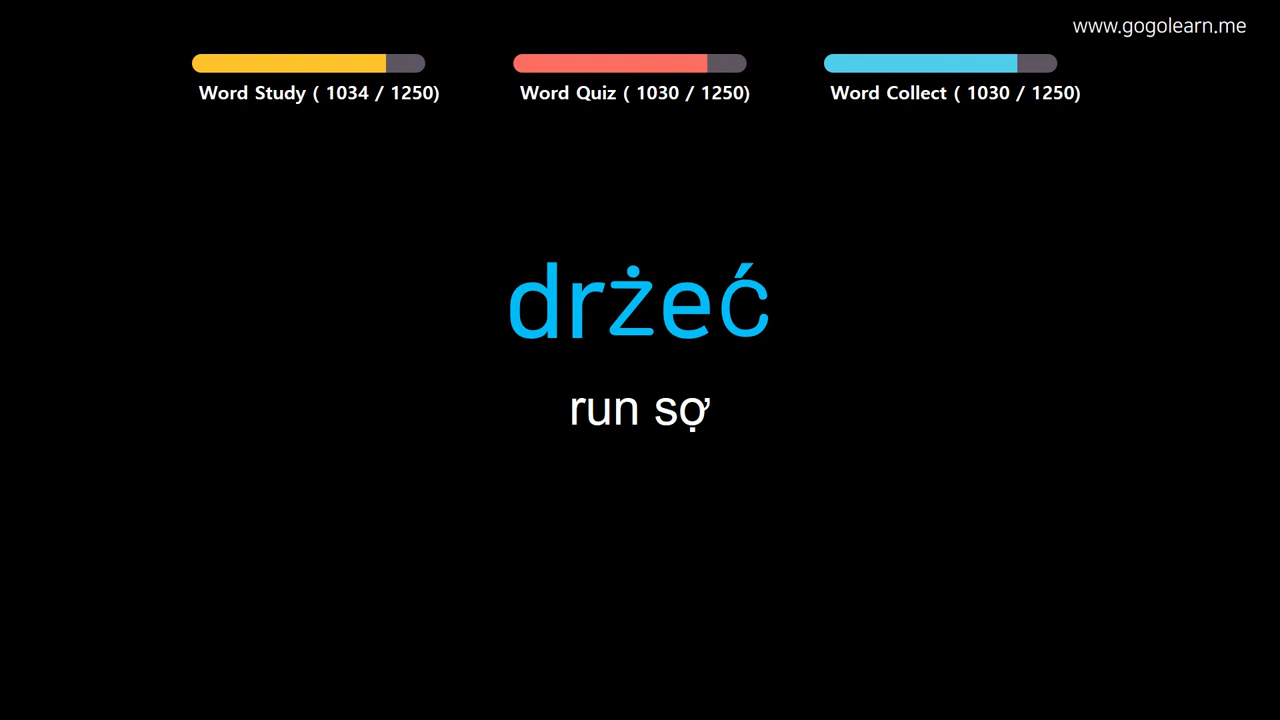 www.gogolearn.me
Word Study ( 1034 / 1250)
Word Quiz ( 1030 / 1250)
Word Collect ( 1030 / 1250)
drżeć
run sợ